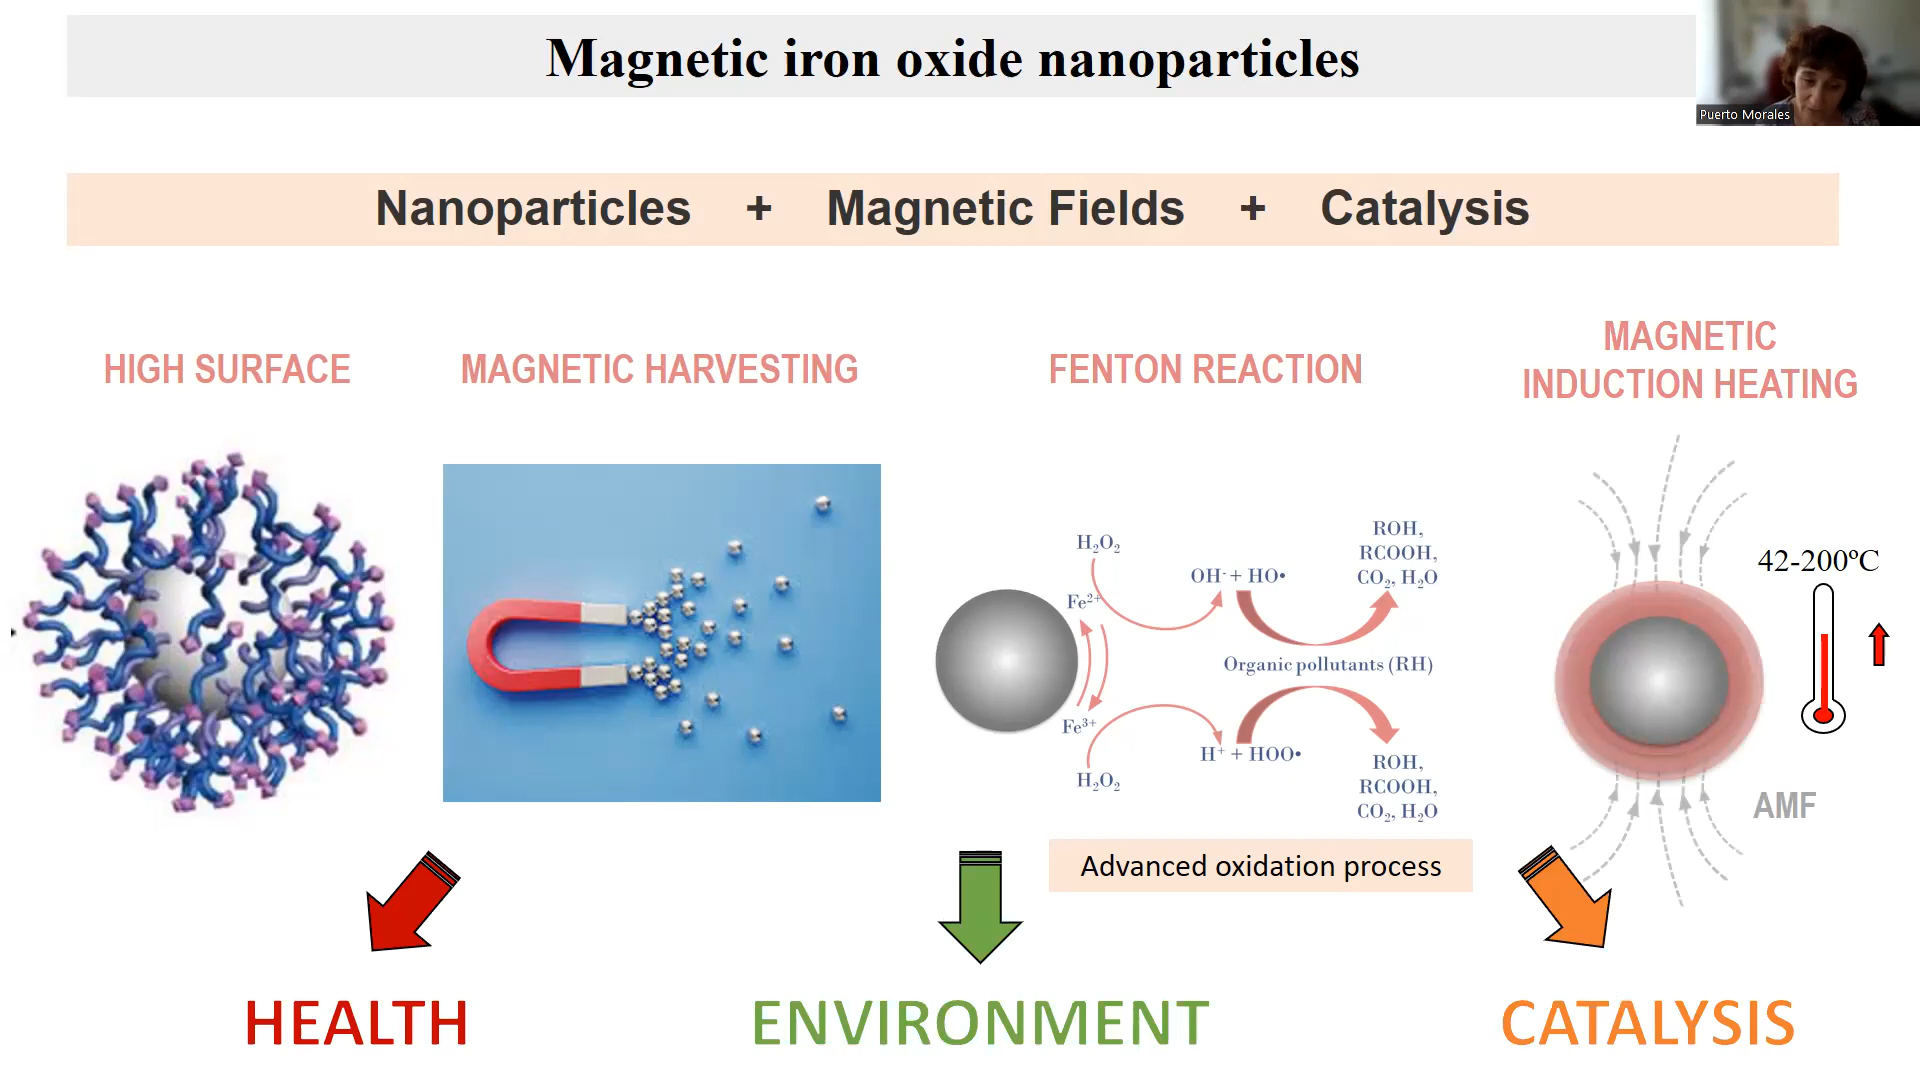 Magnetic iron oxide nanoparticles
Puerto Morales
Nanoparticles + Magnetic Fields + Catalysis
HIGH SURFACE
MAGNETIC HARVESTING
FENTON REACTION
MAGNETIC
INDUCTION HEATING
H₂O₂
Fe²⁺
OH⁻ + HO•
ROH,
RCOOH,
CO₂, H₂O
Organic pollutants (RH)
Fe³⁺
H₂O₂
H⁺ + HOO•
ROH,
RCOOH,
CO₂, H₂O
42-200ºC
AMF
Advanced oxidation process
HEALTH
ENVIRONMENT
CATALYSIS